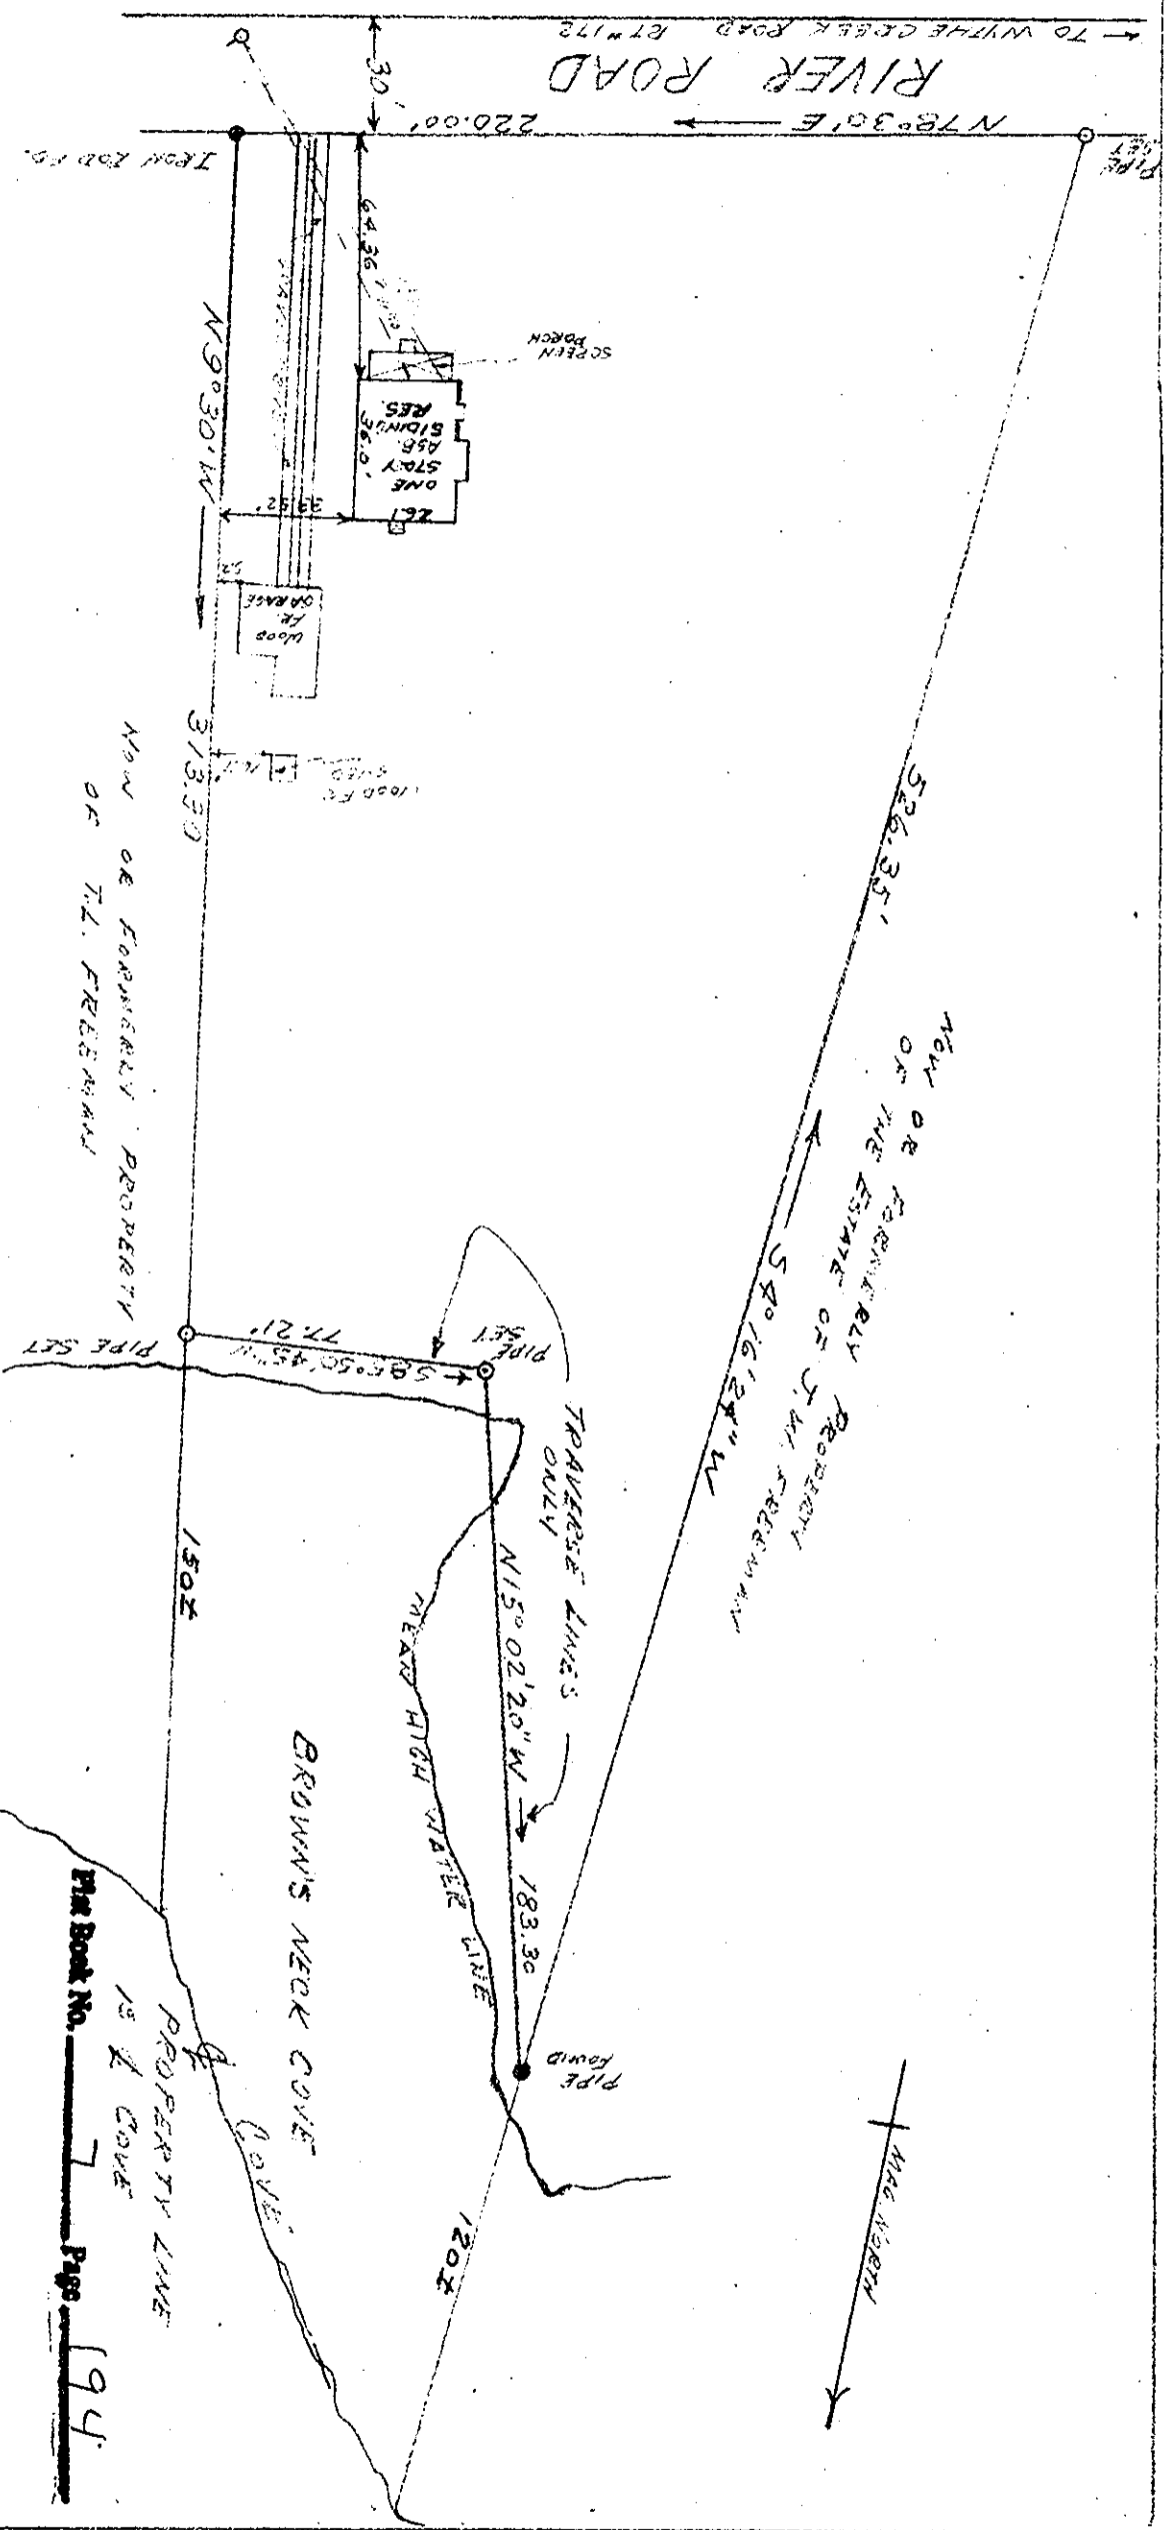 ← TO WYTHE CREEK ROAD RT #172
RIVER ROAD
N78°30'E
220.00'
30'
PIPE
SET
IRON ROD FD.
64.36'
SCREEN
PORCH
26.1
ONE
STORY
ASB.
SIDING
RES.
36.0'
33.52'
N9°30'W
313.30
WOOD
FR.
GARAGE
WOOD FR.
SHED
NOW OR FORMERLY PROPERTY
OF T.L. FREEMAN
526.35'
S4°16'24"W
NOW OR FORMERLY PROPERTY
OF THE ESTATE OF J.W. FREEMAN
PIPE SET
77.21'
S85°50'45"W
PIPE
SET
TRAVERSE LINES
ONLY
N15°02'20"W
183.30
MEAN HIGH WATER LINE
150±
BROWN'S NECK COVE
PIPE
FOUND
120±
MAG. NORTH
℄ COVE
PROPERTY LINE
IS ℄ COVE
Plat Book No. 7 Page 194